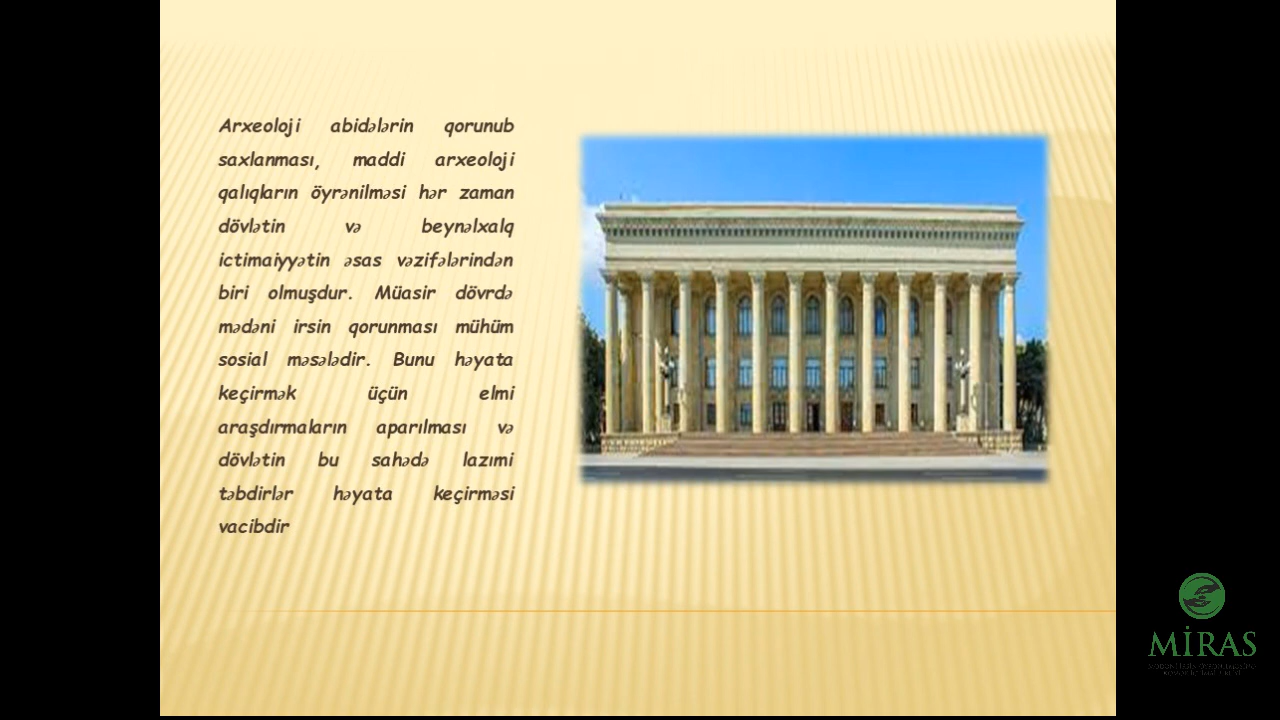 Arxeoloji abidələrin qorunub
saxlanması, maddi arxeoloji
qalıqların öyrənilməsi hər zaman
dövlətin və beynəlxalq
ictimaiyyətin əsas vəzifələrindən
biri olmuşdur. Müasir dövrdə
mədəni irsin qorunması mühüm
sosial məsələdir. Bunu həyata
keçirmək üçün elmi
araşdırmaların aparılması və
dövlətin bu sahədə lazımi
təbdirlər həyata keçirməsi
vacibdir
MİRAS